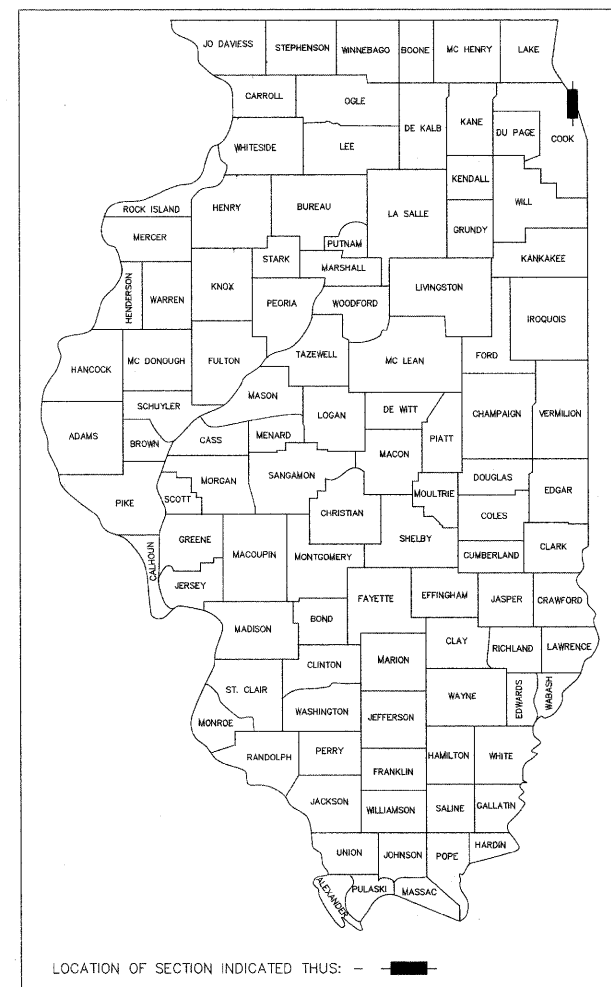 JO DAVIESS STEPHENSON WINNEBAGO BOONE MC HENRY LAKE
CARROLL OGLE DE KALB KANE DU PAGE COOK
WHITESIDE LEE
KENDALL WILL
ROCK ISLAND HENRY BUREAU LA SALLE GRUNDY
MERCER PUTNAM
STARK MARSHALL KANKAKEE
HENDERSON WARREN KNOX PEORIA WOODFORD LIVINGSTON IROQUOIS
HANCOCK MC DONOUGH FULTON TAZEWELL MC LEAN FORD
SCHUYLER MASON LOGAN DE WITT CHAMPAIGN VERMILION
ADAMS BROWN CASS MENARD MACON PIATT
MORGAN SANGAMON DOUGLAS EDGAR
PIKE SCOTT CHRISTIAN MOULTRIE COLES
GREENE MACOUPIN MONTGOMERY SHELBY CUMBERLAND CLARK
CALHOUN JERSEY FAYETTE EFFINGHAM JASPER CRAWFORD
MADISON BOND
CLINTON MARION CLAY RICHLAND LAWRENCE
ST. CLAIR WASHINGTON JEFFERSON WAYNE EDWARDS WABASH
MONROE
RANDOLPH PERRY FRANKLIN HAMILTON WHITE
JACKSON WILLIAMSON SALINE GALLATIN
UNION JOHNSON POPE HARDIN
ALEXANDER PULASKI MASSAC
LOCATION OF SECTION INDICATED THUS: -